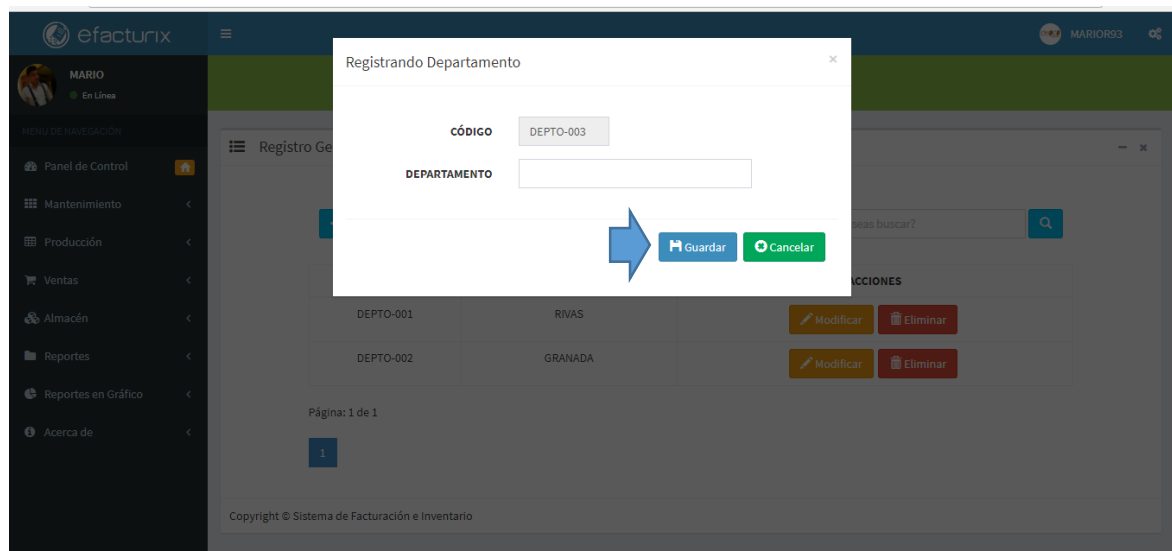 efacturix
MARIOR93
MARIO
En Línea
MENU DE NAVEGACIÓN
Panel de Control
Mantenimiento
Producción
Ventas
Almacén
Reportes
Reportes en Gráfico
Acerca de
Registrando Departamento
×
CÓDIGO DEPTO-003
DEPARTAMENTO
Guardar Cancelar
Registro Ge
seas buscar?
ACCIONES
DEPTO-001 RIVAS Modificar Eliminar
DEPTO-002 GRANADA Modificar Eliminar
Página: 1 de 1
1
Copyright © Sistema de Facturación e Inventario